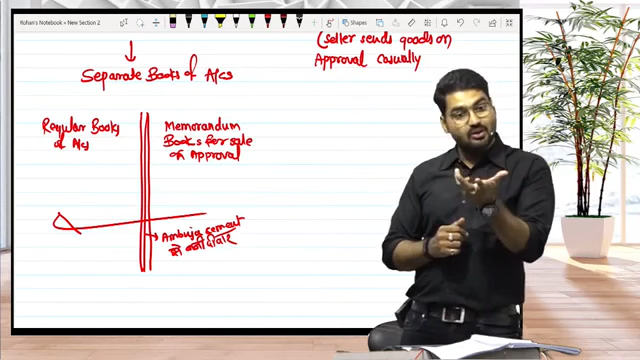 Rohan's Notebook » New Section 2
Shapes
(seller sends goods on
Approval Casually
Separate Books of A/cs
Regular Books
of A/cs
Memorandum
Books for sale
on Approval
Ambuja cement
से बनी दीवार